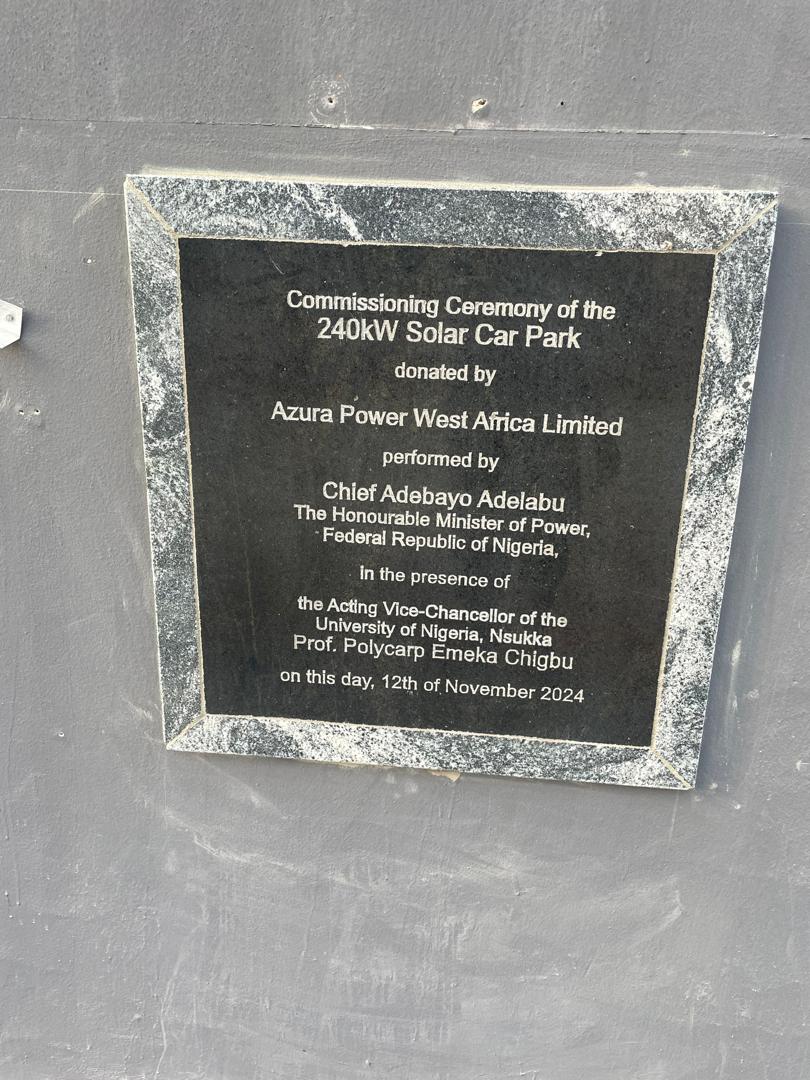 Commissioning Ceremony of the
240kW Solar Car Park
donated by
Azura Power West Africa Limited
performed by
Chief Adebayo Adelabu
The Honourable Minister of Power,
Federal Republic of Nigeria,
in the presence of
the Acting Vice-Chancellor of the
University of Nigeria, Nsukka
Prof. Polycarp Emeka Chigbu
on this day, 12th of November 2024